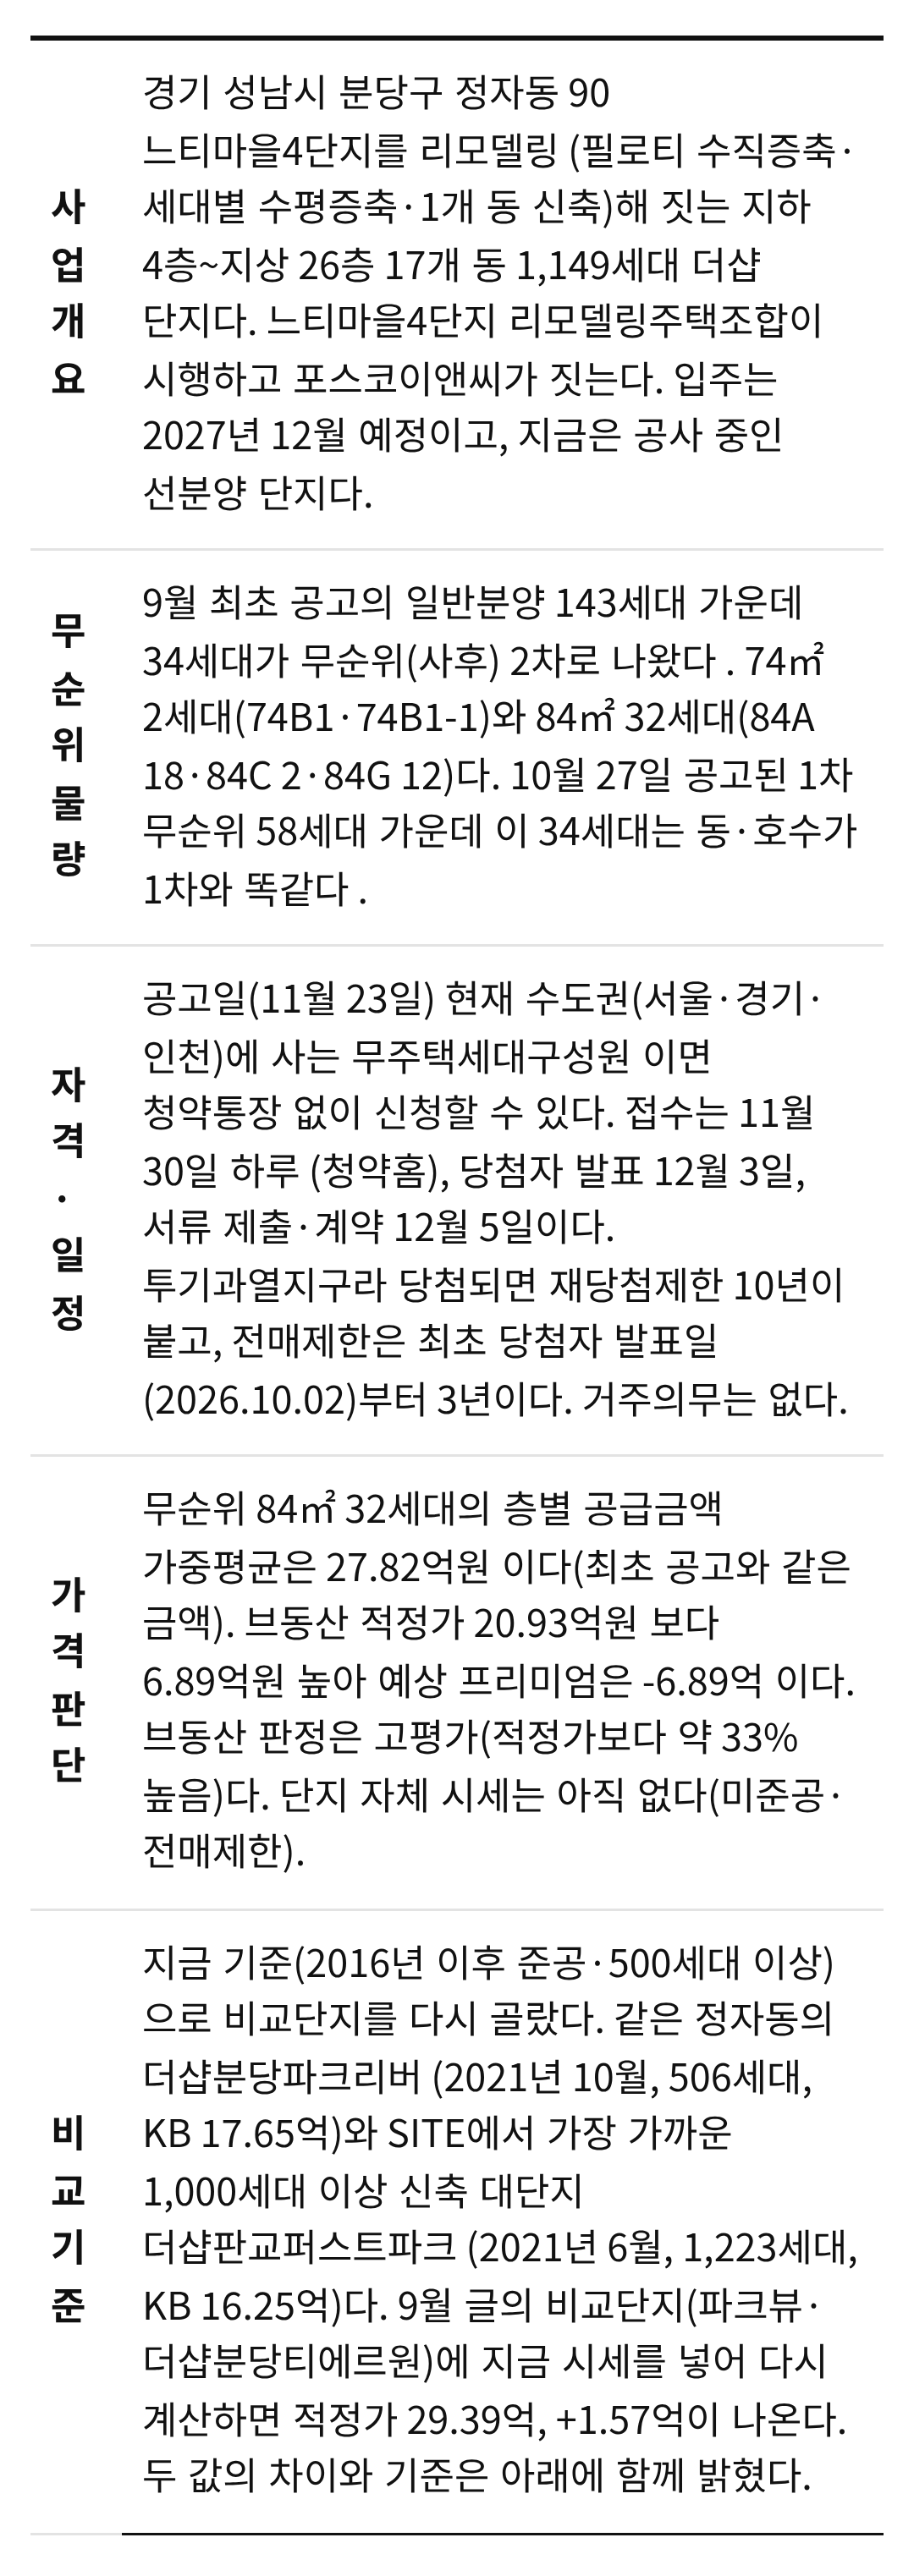 사업개요
경기 성남시 분당구 정자동 90
느티마을4단지를 리모델링 (필로티 수직증축·
세대별 수평증축·1개 동 신축)해 짓는 지하
4층~지상 26층 17개 동 1,149세대 더샵
단지다. 느티마을4단지 리모델링주택조합이
시행하고 포스코이앤씨가 짓는다. 입주는
2027년 12월 예정이고, 지금은 공사 중인
선분양 단지다.
무순위물량
9월 최초 공고의 일반분양 143세대 가운데
34세대가 무순위(사후) 2차로 나왔다 . 74㎡
2세대(74B1·74B1-1)와 84㎡ 32세대(84A
18·84C 2·84G 12)다. 10월 27일 공고된 1차
무순위 58세대 가운데 이 34세대는 동·호수가
1차와 똑같다 .
자격·일정
공고일(11월 23일) 현재 수도권(서울·경기·
인천)에 사는 무주택세대구성원 이면
청약통장 없이 신청할 수 있다. 접수는 11월
30일 하루 (청약홈), 당첨자 발표 12월 3일,
서류 제출·계약 12월 5일이다.
투기과열지구라 당첨되면 재당첨제한 10년이
붙고, 전매제한은 최초 당첨자 발표일
(2026.10.02)부터 3년이다. 거주의무는 없다.
가격판단
무순위 84㎡ 32세대의 층별 공급금액
가중평균은 27.82억원 이다(최초 공고와 같은
금액). 브동산 적정가 20.93억원 보다
6.89억원 높아 예상 프리미엄은 -6.89억 이다.
브동산 판정은 고평가(적정가보다 약 33%
높음)다. 단지 자체 시세는 아직 없다(미준공·
전매제한).
비교기준
지금 기준(2016년 이후 준공·500세대 이상)
으로 비교단지를 다시 골랐다. 같은 정자동의
더샵분당파크리버 (2021년 10월, 506세대,
KB 17.65억)와 SITE에서 가장 가까운
1,000세대 이상 신축 대단지
더샵판교퍼스트파크 (2021년 6월, 1,223세대,
KB 16.25억)다. 9월 글의 비교단지(파크뷰·
더샵분당티에르원)에 지금 시세를 넣어 다시
계산하면 적정가 29.39억, +1.57억이 나온다.
두 값의 차이와 기준은 아래에 함께 밝혔다.